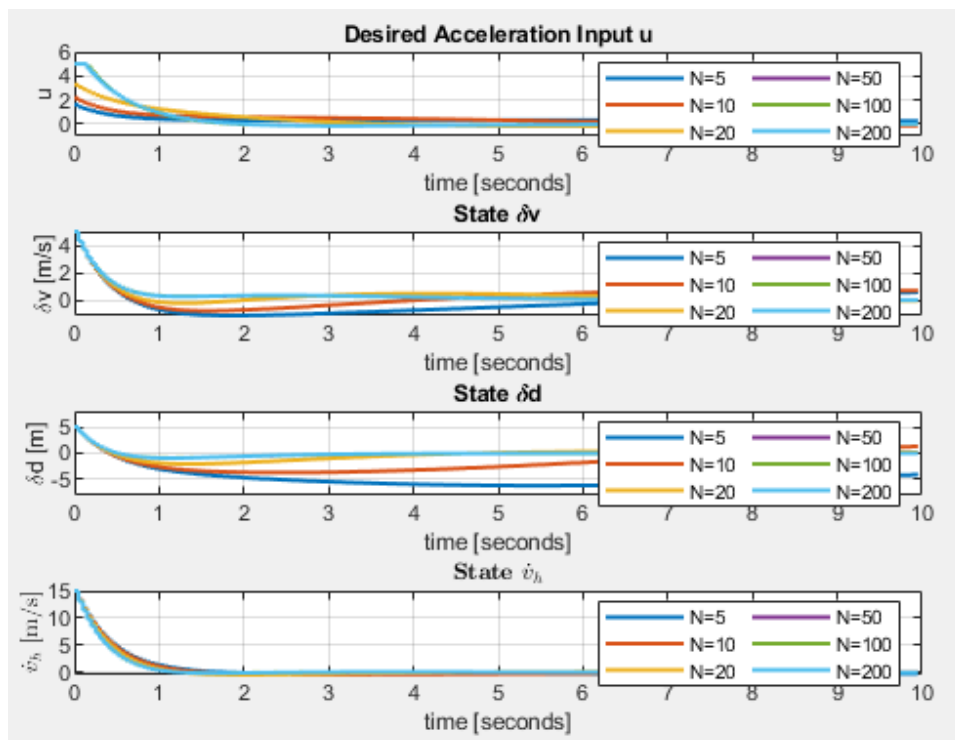 Desired Acceleration Input u
6
4
2
0
u
N=5 N=50
N=10 N=100
N=20 N=200
0 1 2 3 4 5 6 7 8 9 10
time [seconds]
State δv
4
2
0
δv [m/s]
N=5 N=50
N=10 N=100
N=20 N=200
0 1 2 3 4 5 6 7 8 9 10
time [seconds]
State δd
5
0
-5
δd [m]
N=5 N=50
N=10 N=100
N=20 N=200
0 1 2 3 4 5 6 7 8 9 10
time [seconds]
State v̇ₕ
15
10
5
0
v̇ₕ [m/s]
N=5 N=50
N=10 N=100
N=20 N=200
0 1 2 3 4 5 6 7 8 9 10
time [seconds]